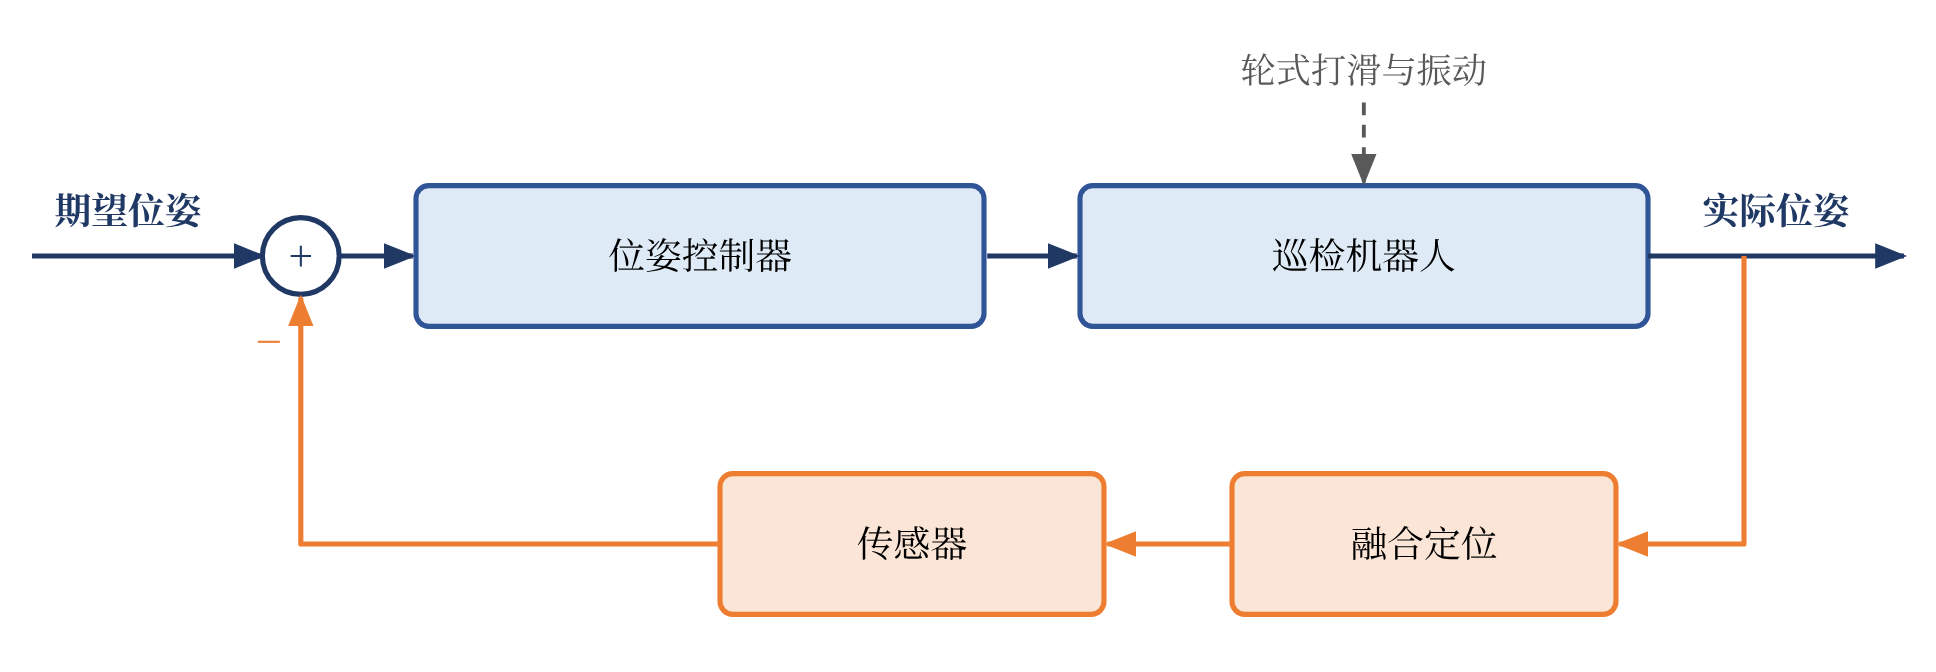 轮式打滑与振动
期望位姿
实际位姿
+
位姿控制器
巡检机器人
−
传感器
融合定位